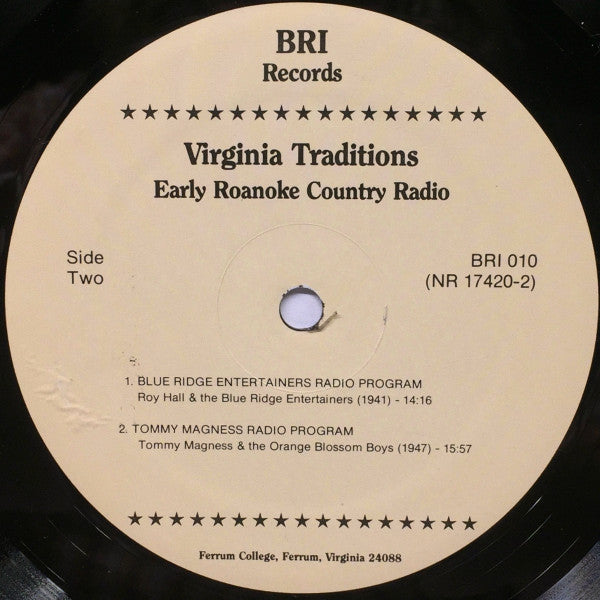 BRI
Records
★★★★★★★★★★★★★★★★★
Virginia Traditions
Early Roanoke Country Radio
Side
Two
BRI 010
(NR 17420-2)
1. BLUE RIDGE ENTERTAINERS RADIO PROGRAM
Roy Hall & the Blue Ridge Entertainers (1941) - 14:16
2. TOMMY MAGNESS RADIO PROGRAM
Tommy Magness & the Orange Blossom Boys (1947) - 15:57
★★★★★★★★★★★★★★★★
Ferrum College, Ferrum, Virginia 24088